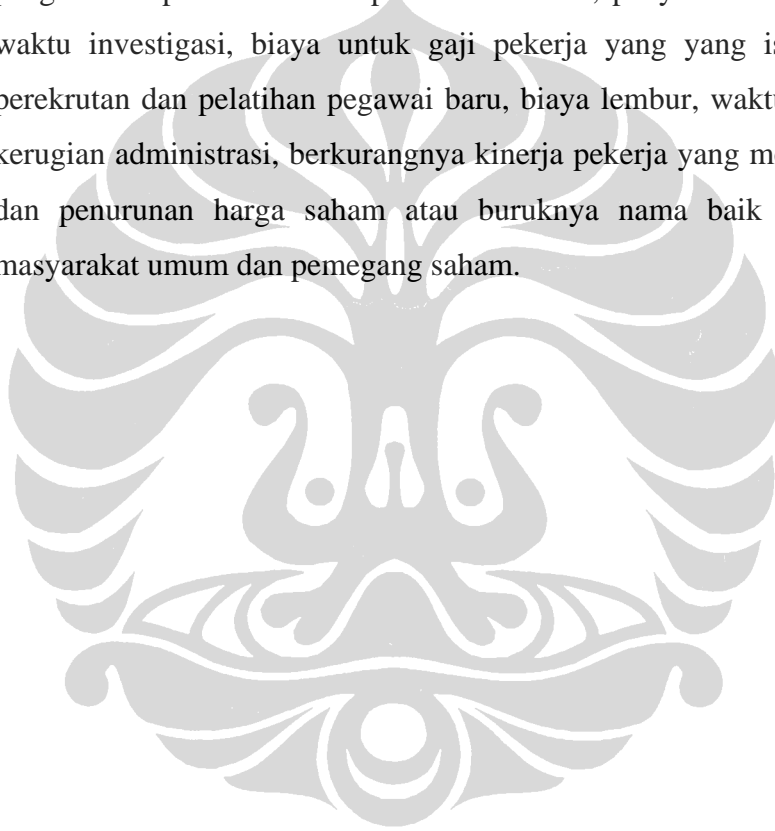 waktu investigasi, biaya untuk gaji pekerja yang yang
perekrutan dan pelatihan pegawai baru, biaya lembur,
kerugian administrasi, berkurangnya kinerja pekerja yang
dan penurunan harga saham atau buruknya nama baik
masyarakat umum dan pemegang saham.